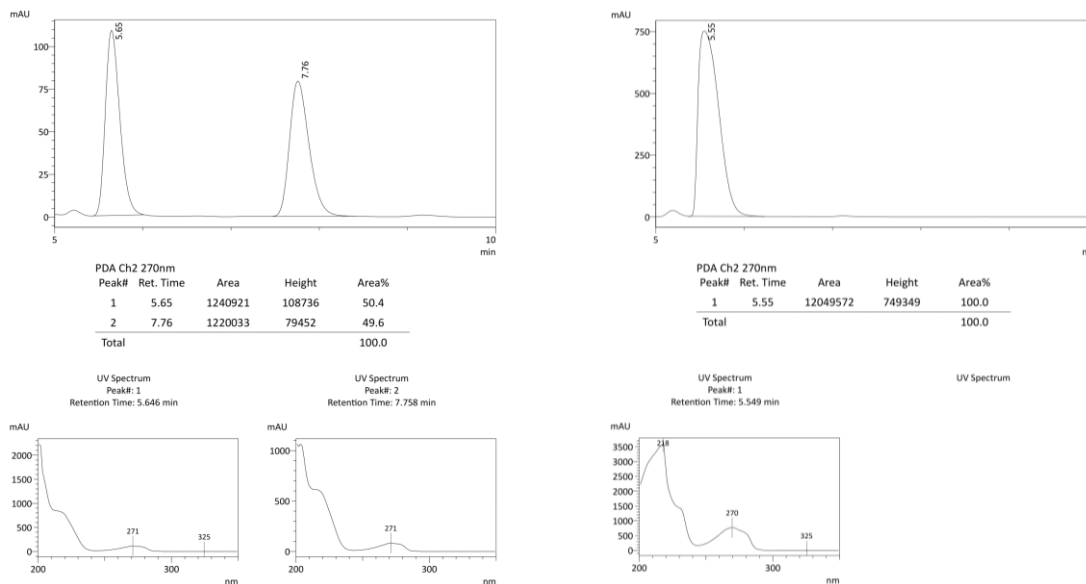 mAU
5.65
7.76
100
75
50
25
0
5
10
min
PDA Ch2 270nm
Peak# Ret. Time Area Height Area%
1 5.65 1240921 108736 50.4
2 7.76 1220033 79452 49.6
Total 100.0
UV Spectrum
Peak#: 1
Retention Time: 5.646 min
mAU
2000
1500
1000
500
0
271
325
200
300
nm
UV Spectrum
Peak#: 2
Retention Time: 7.758 min
mAU
1000
500
0
271
200
300
nm
mAU
5.55
750
500
250
0
5
PDA Ch2 270nm
Peak# Ret. Time Area Height Area%
1 5.55 12049572 749349 100.0
Total 100.0
UV Spectrum
Peak#: 1
Retention Time: 5.549 min
mAU
3500
3000
2500
2000
1500
1000
500
0
218
270
325
200
300
nm
UV Spectrum